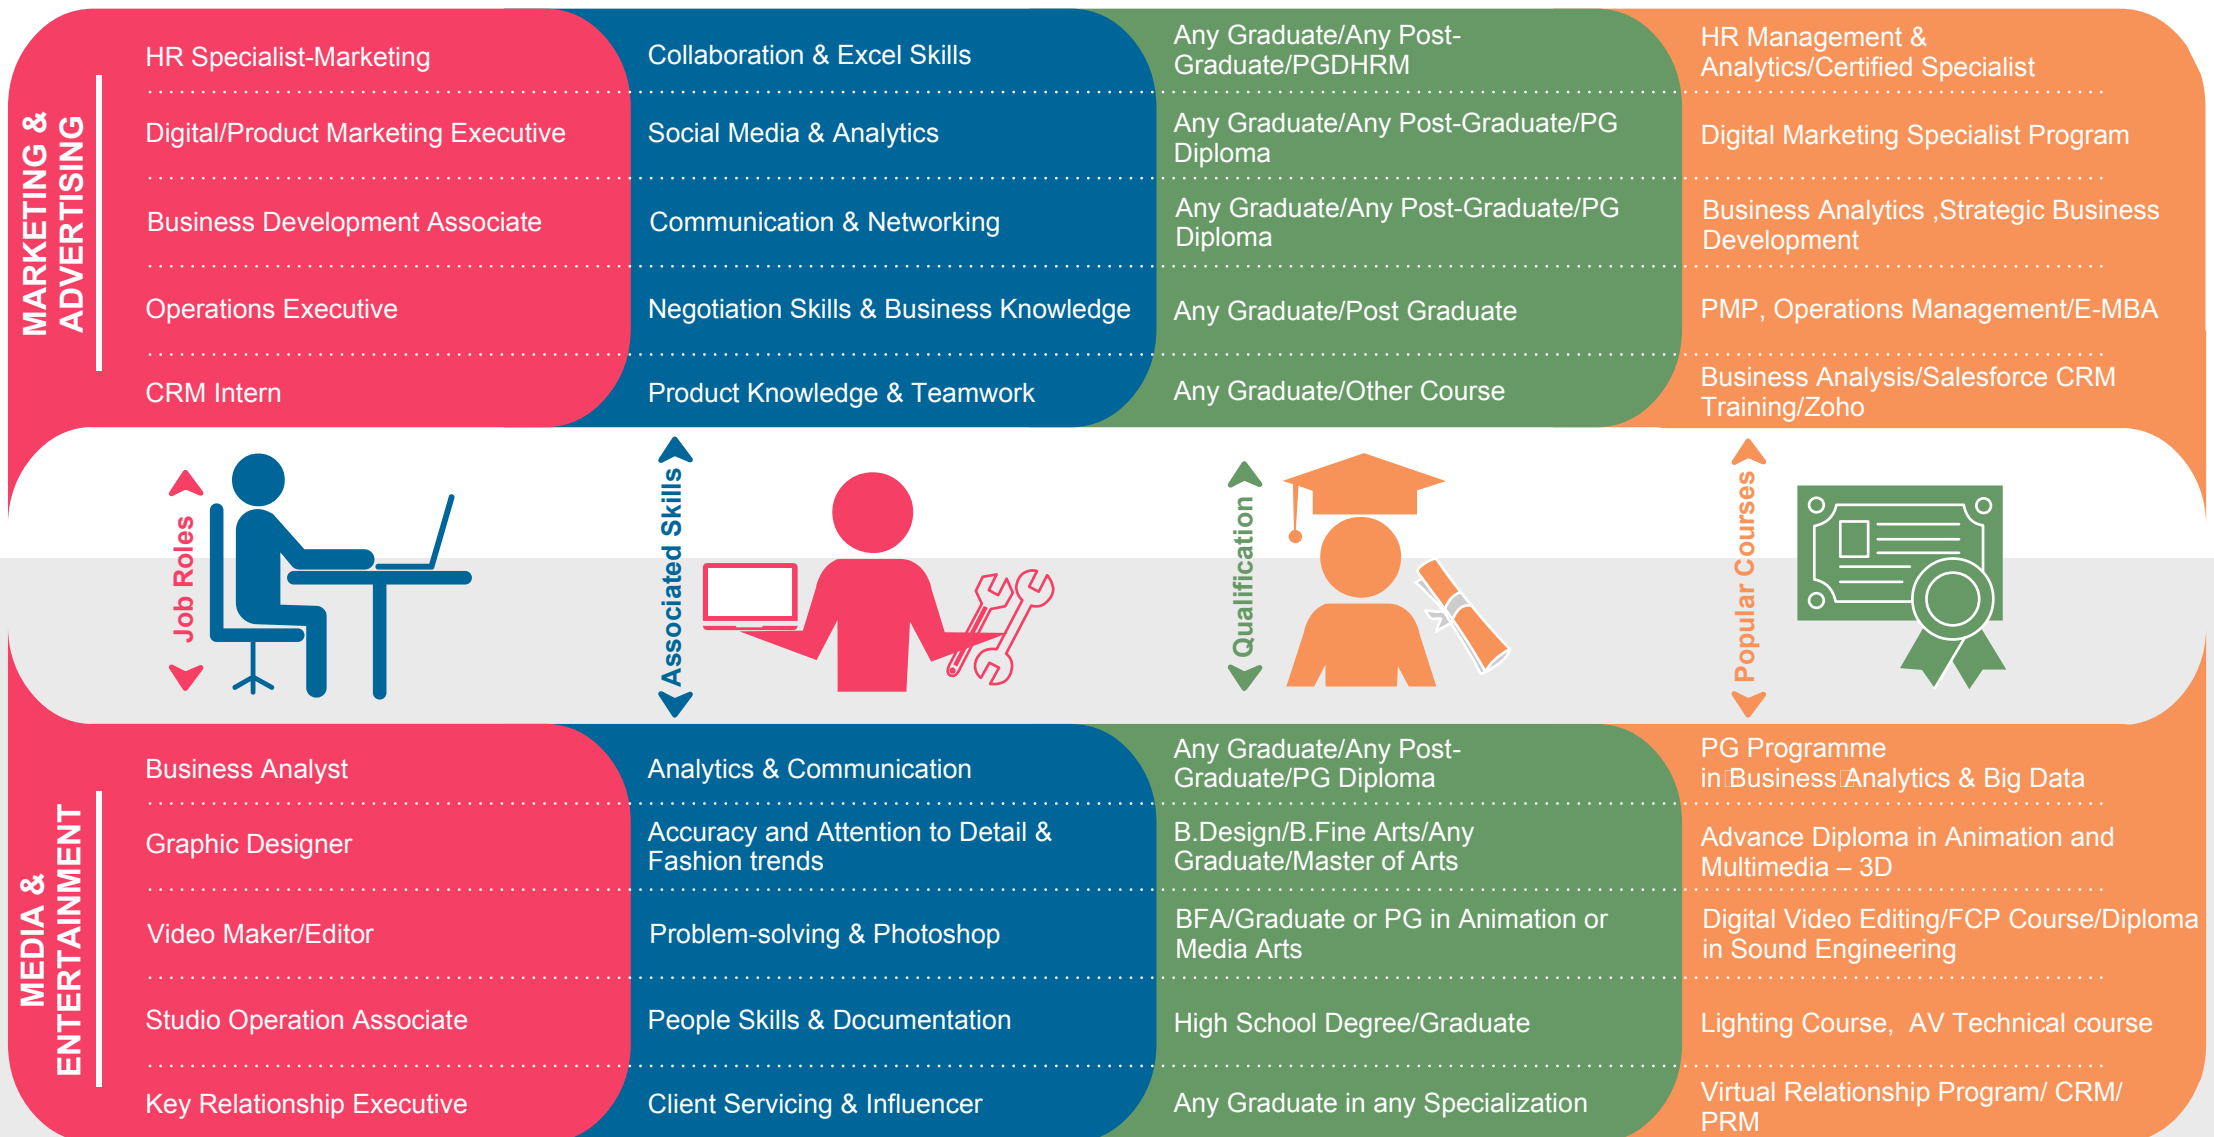 MARKETING &
ADVERTISING
HR Specialist-Marketing
Collaboration & Excel Skills
Any Graduate/Any Post-
Graduate/PGDHRM
HR Management &
Analytics/Certified Specialist
Digital/Product Marketing Executive
Social Media & Analytics
Any Graduate/Any Post-Graduate/PG
Diploma
Digital Marketing Specialist Program
Business Development Associate
Communication & Networking
Any Graduate/Any Post-Graduate/PG
Diploma
Business Analytics ,Strategic Business
Development
Operations Executive
Negotiation Skills & Business Knowledge
Any Graduate/Post Graduate
PMP, Operations Management/E-MBA
CRM Intern
Product Knowledge & Teamwork
Any Graduate/Other Course
Business Analysis/Salesforce CRM
Training/Zoho
Job Roles
Associated Skills
Qualification
Popular Courses
MEDIA &
ENTERTAINMENT
Business Analyst
Analytics & Communication
Any Graduate/Any Post-
Graduate/PG Diploma
PG Programme
in Business Analytics & Big Data
Graphic Designer
Accuracy and Attention to Detail &
Fashion trends
B.Design/B.Fine Arts/Any
Graduate/Master of Arts
Advance Diploma in Animation and
Multimedia – 3D
Video Maker/Editor
Problem-solving & Photoshop
BFA/Graduate or PG in Animation or
Media Arts
Digital Video Editing/FCP Course/Diploma
in Sound Engineering
Studio Operation Associate
People Skills & Documentation
High School Degree/Graduate
Lighting Course, AV Technical course
Key Relationship Executive
Client Servicing & Influencer
Any Graduate in any Specialization
Virtual Relationship Program/ CRM/
PRM